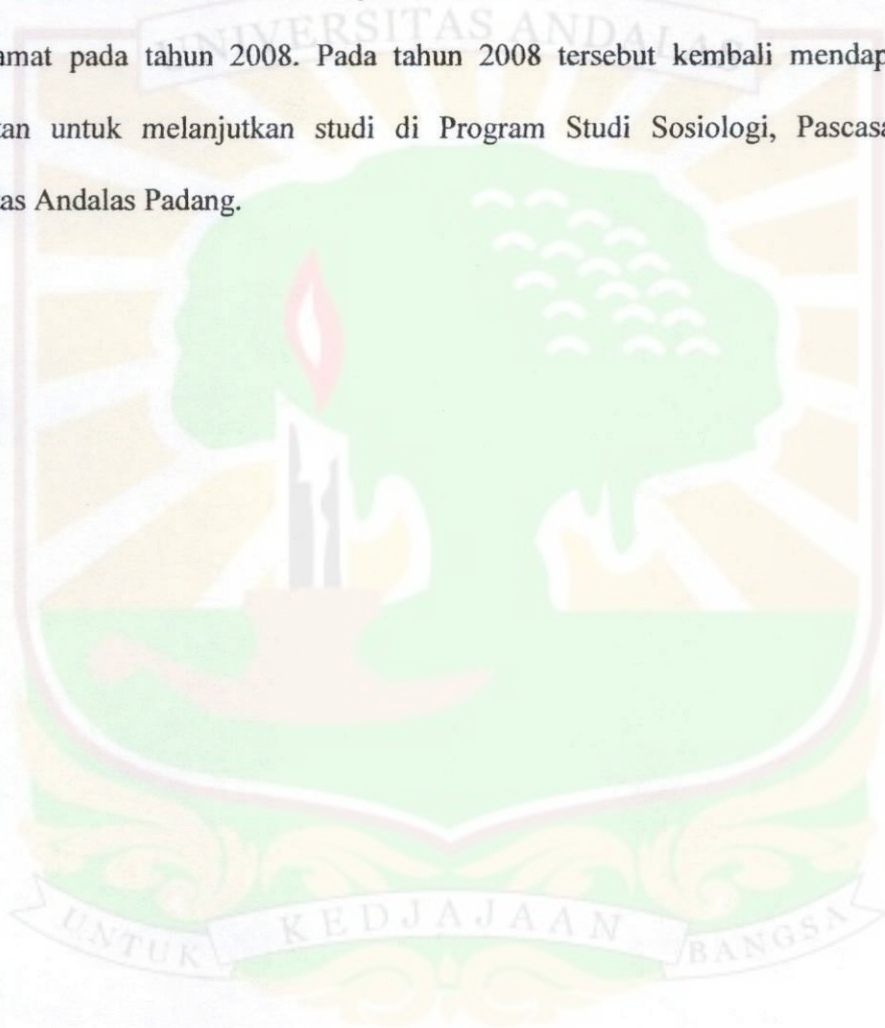 UNIVERSITAS ANDALAS
amat pada tahun 2008. Pada tahun 2008 tersebut kembali mendap
tan untuk melanjutkan studi di Program Studi Sosiologi, Pascasa
as Andalas Padang.
UNTUK KEDJAJAAN BANGSA